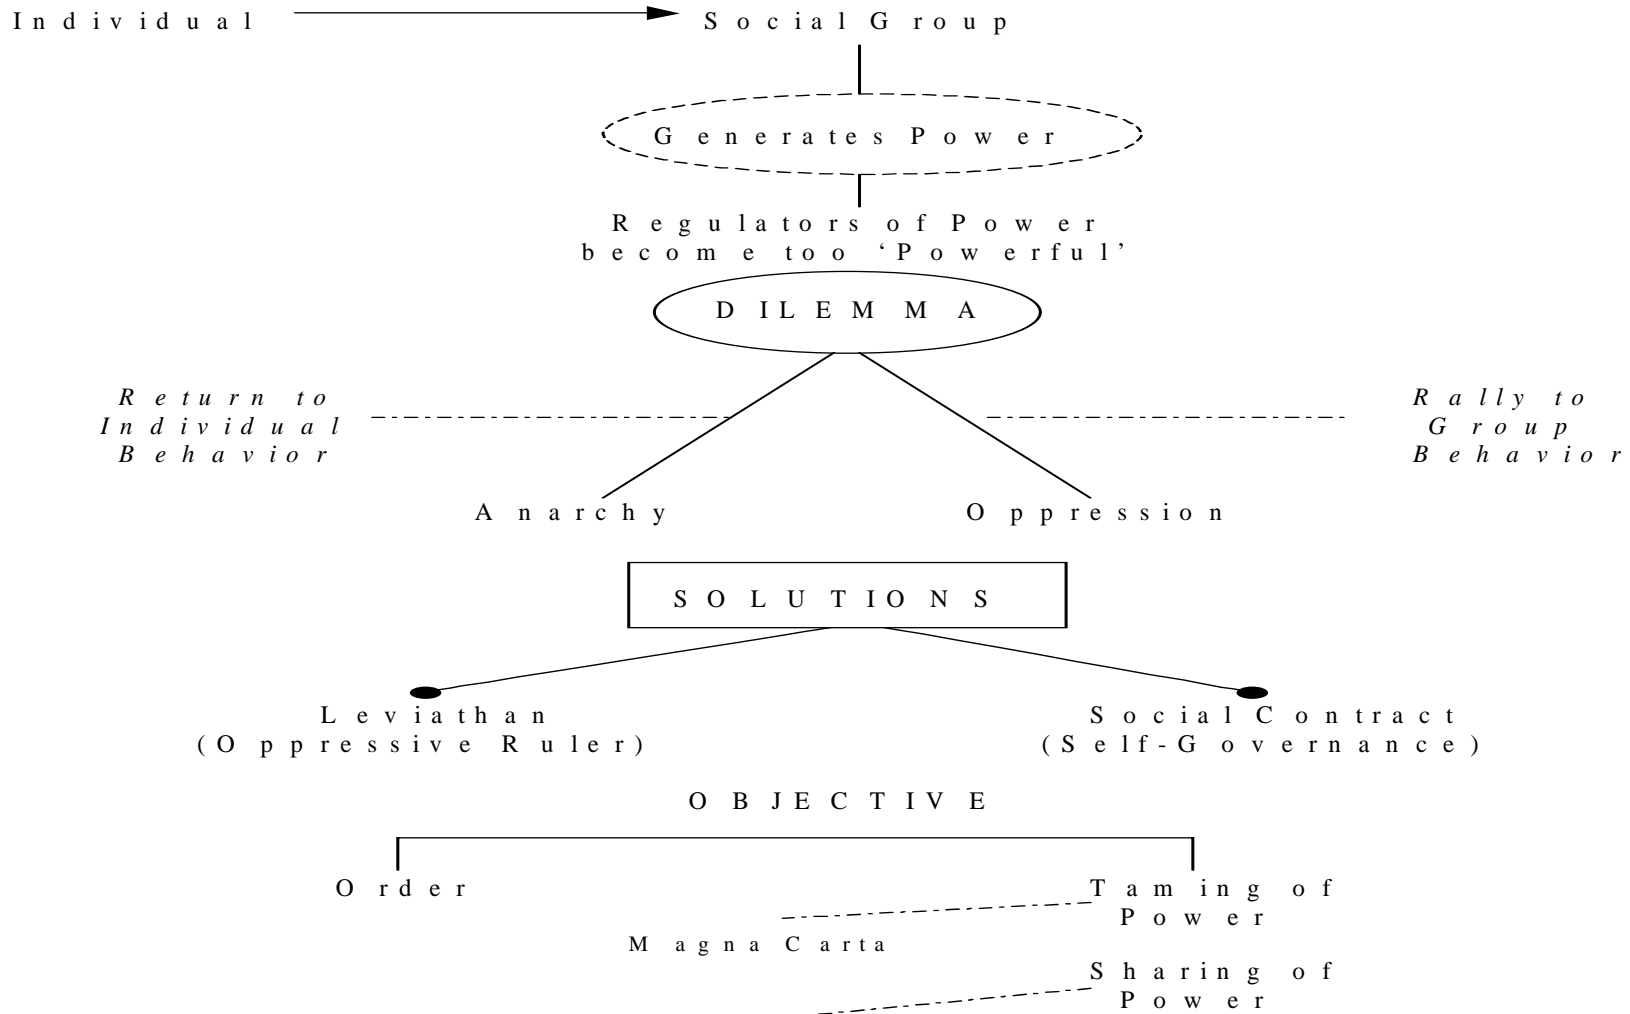 Individual
Social Group
Generates Power
Regulators of Power
become too ‘Powerful’
DILEMMA
Return to
Individual
Behavior
Rally to
Group
Behavior
Anarchy
Oppression
SOLUTIONS
Leviathan
(Oppressive Ruler)
Social Contract
(Self-Governance)
OBJECTIVE
Order
Taming of
Power
Magna Carta
Sharing of
Power